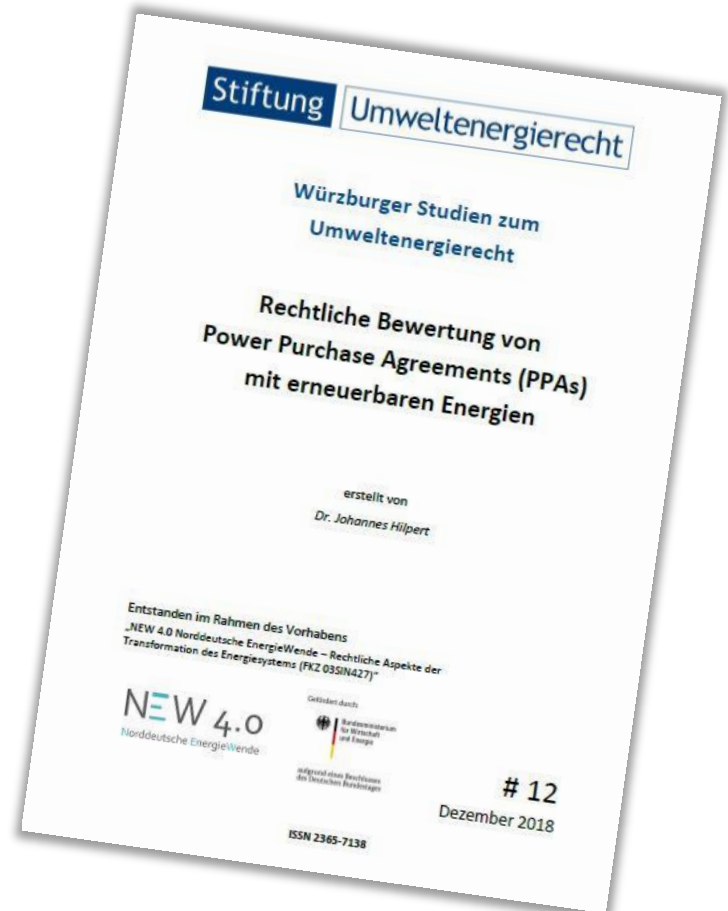 Stiftung Umweltenergierecht
Würzburger Studien zum
Umweltenergierecht
Rechtliche Bewertung von
Power Purchase Agreements (PPAs)
mit erneuerbaren Energien
erstellt von
Dr. Johannes Hilpert
Entstanden im Rahmen des Vorhabens
„NEW 4.0 Norddeutsche EnergieWende – Rechtliche Aspekte der
Transformation des Energiesystems (FKZ 03SIN427)“
NEW 4.0
Norddeutsche EnergieWende
Gefördert durch:
Bundesministerium
für Wirtschaft
und Energie
aufgrund eines Beschlusses
des Deutschen Bundestages
# 12
Dezember 2018
ISSN 2365-7138